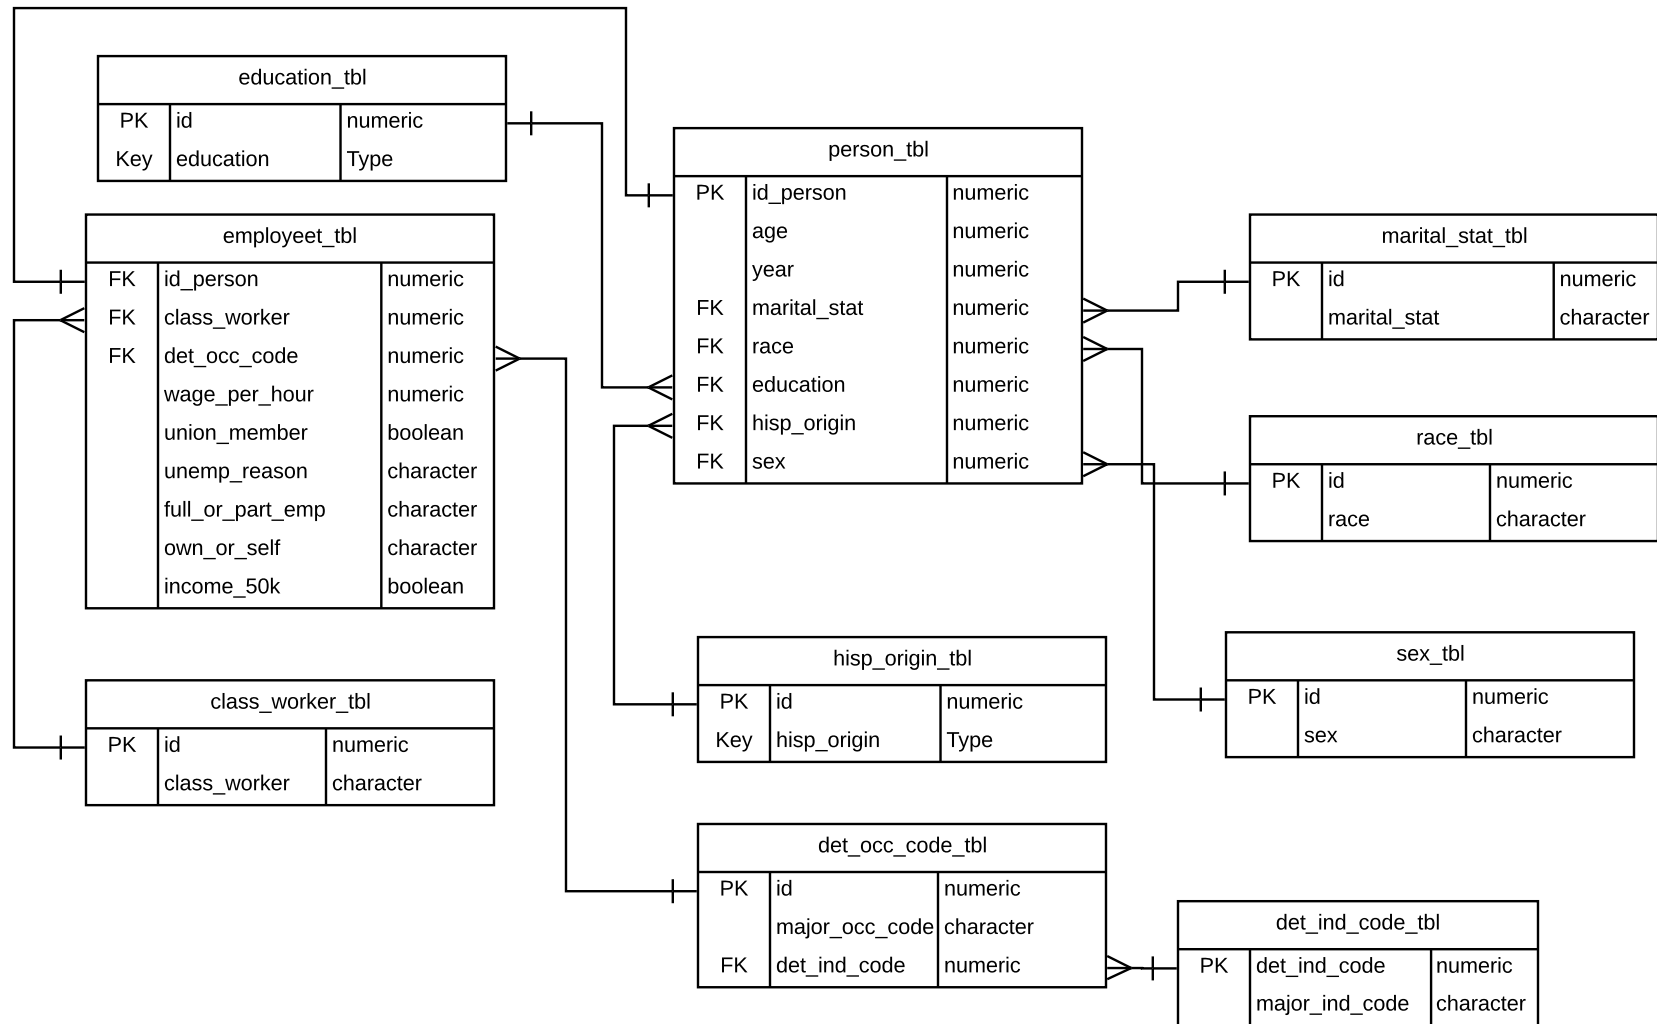 education_tbl
PK id numeric
Key education Type
employeet_tbl
FK id_person numeric
FK class_worker numeric
FK det_occ_code numeric
wage_per_hour numeric
union_member boolean
unemp_reason character
full_or_part_emp character
own_or_self character
income_50k boolean
class_worker_tbl
PK id numeric
class_worker character
person_tbl
PK id_person numeric
age numeric
year numeric
FK marital_stat numeric
FK race numeric
FK education numeric
FK hisp_origin numeric
FK sex numeric
hisp_origin_tbl
PK id numeric
Key hisp_origin Type
det_occ_code_tbl
PK id numeric
major_occ_code character
FK det_ind_code numeric
marital_stat_tbl
PK id numeric
marital_stat character
race_tbl
PK id numeric
race character
sex_tbl
PK id numeric
sex character
det_ind_code_tbl
PK det_ind_code numeric
major_ind_code character